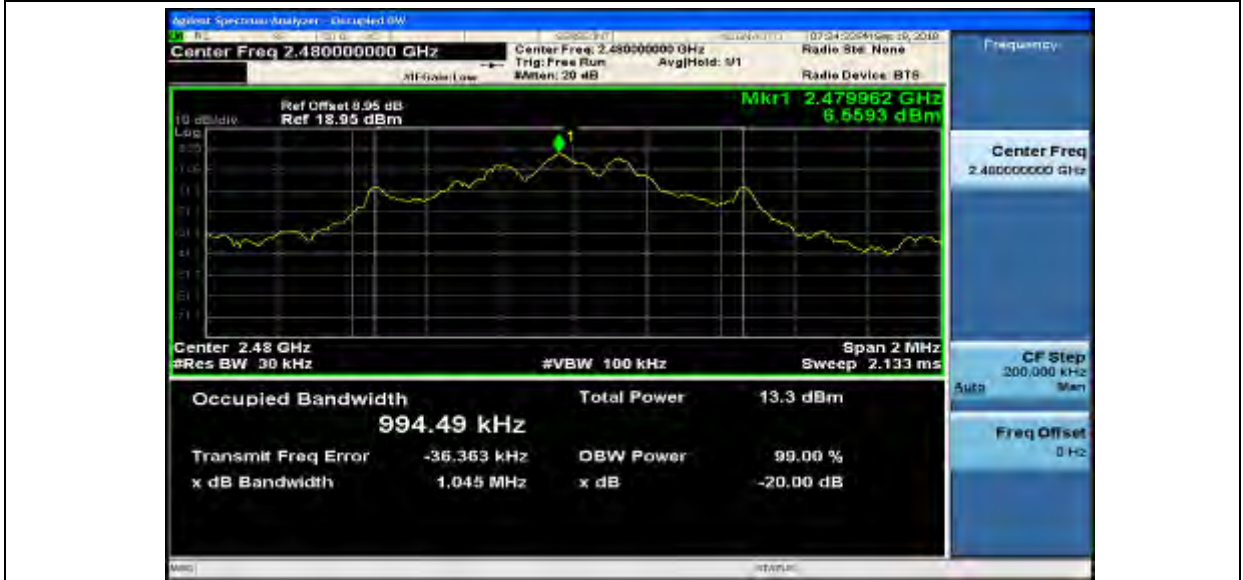 Agilent Spectrum Analyzer - Occupied BW
Center Freq 2.480000000 GHz
Center Freq: 2.480000000 GHz
Radio Std: None
Trig: Free Run Avg|Hold: 1/1
#IFGain:Low #Atten: 20 dB Radio Device: BTS
Frequency
Ref Offset 8.95 dB
Mkr1 2.479962 GHz
10 dB/div Ref 18.95 dBm
6.5593 dBm
Log
1
Center Freq
2.480000000 GHz
Center 2.48 GHz Span 2 MHz
#Res BW 30 kHz #VBW 100 kHz Sweep 2.133 ms
CF Step
200.000 kHz
Auto Man
Occupied Bandwidth Total Power 13.3 dBm
994.49 kHz
Freq Offset
0 Hz
Transmit Freq Error -36.363 kHz OBW Power 99.00 %
x dB Bandwidth 1.045 MHz x dB -20.00 dB
MSG STATUS